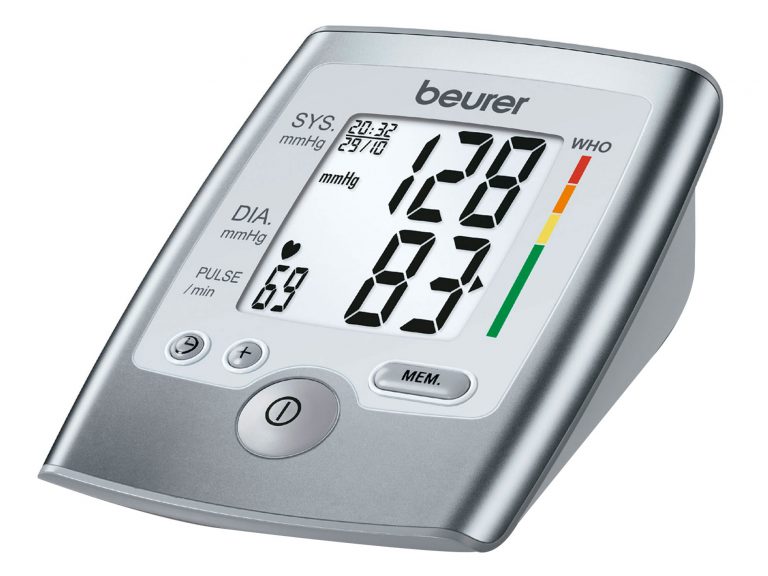 beurer
SYS.
mmHg
20:32
29/10
mmHg
128
WHO
DIA.
mmHg
83
PULSE
/min
69
+
MEM.